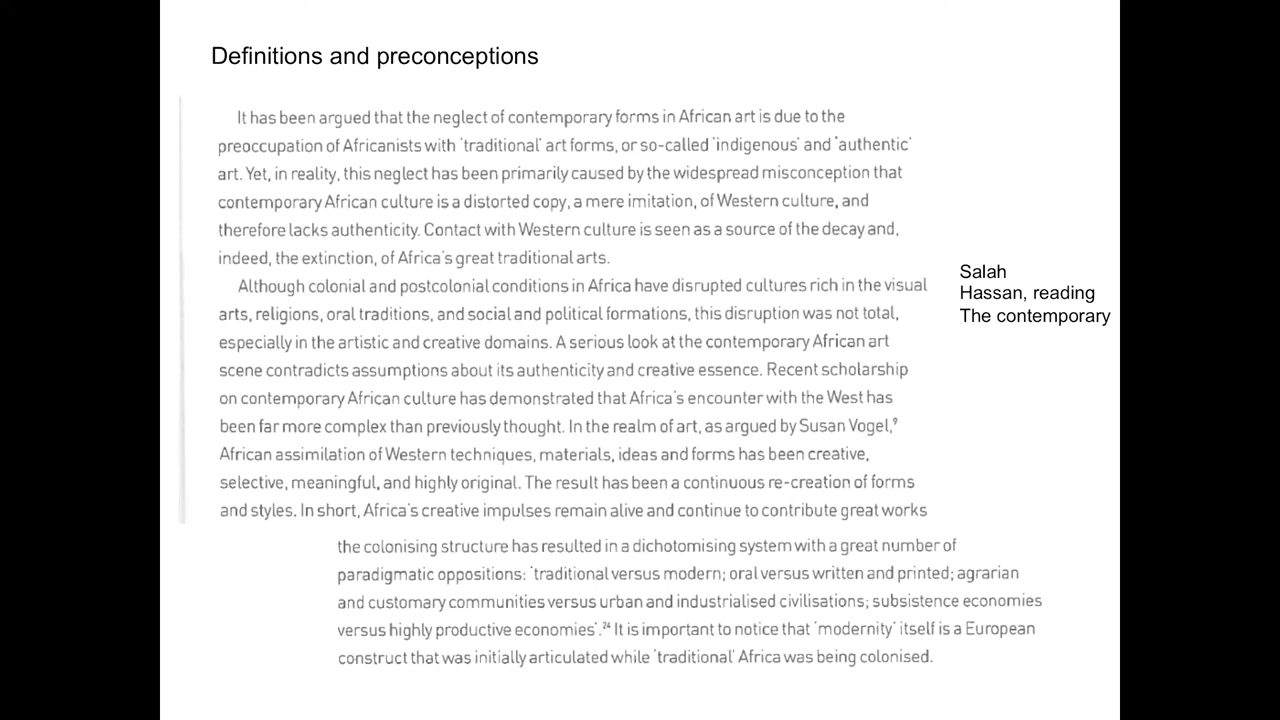 Definitions and preconceptions
It has been argued that the neglect of contemporary forms in African art is due to the
preoccupation of Africanists with 'traditional' art forms, or so-called 'indigenous' and 'authentic'
art. Yet, in reality, this neglect has been primarily caused by the widespread misconception that
contemporary African culture is a distorted copy, a mere imitation, of Western culture, and
therefore lacks authenticity. Contact with Western culture is seen as a source of the decay and,
indeed, the extinction, of Africa's great traditional arts.
Although colonial and postcolonial conditions in Africa have disrupted cultures rich in the visual
arts, religions, oral traditions, and social and political formations, this disruption was not total,
especially in the artistic and creative domains. A serious look at the contemporary African art
scene contradicts assumptions about its authenticity and creative essence. Recent scholarship
on contemporary African culture has demonstrated that Africa's encounter with the West has
been far more complex than previously thought. In the realm of art, as argued by Susan Vogel,⁹
African assimilation of Western techniques, materials, ideas and forms has been creative,
selective, meaningful, and highly original. The result has been a continuous re-creation of forms
and styles. In short, Africa's creative impulses remain alive and continue to contribute great works
the colonising structure has resulted in a dichotomising system with a great number of
paradigmatic oppositions: 'traditional versus modern; oral versus written and printed; agrarian
and customary communities versus urban and industrialised civilisations; subsistence economies
versus highly productive economies'.²⁴ It is important to notice that 'modernity' itself is a European
construct that was initially articulated while 'traditional' Africa was being colonised.
Salah
Hassan, reading
The contemporary